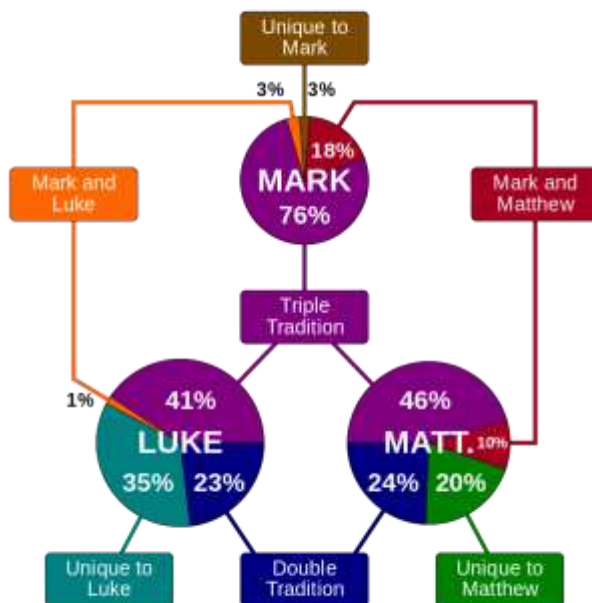 Unique to
Mark
3%
3%
18%
MARK
76%
Mark and
Luke
Mark and
Matthew
Triple
Tradition
1%
41%
LUKE
35%
23%
46%
MATT.
10%
24%
20%
Unique to
Luke
Double
Tradition
Unique to
Matthew